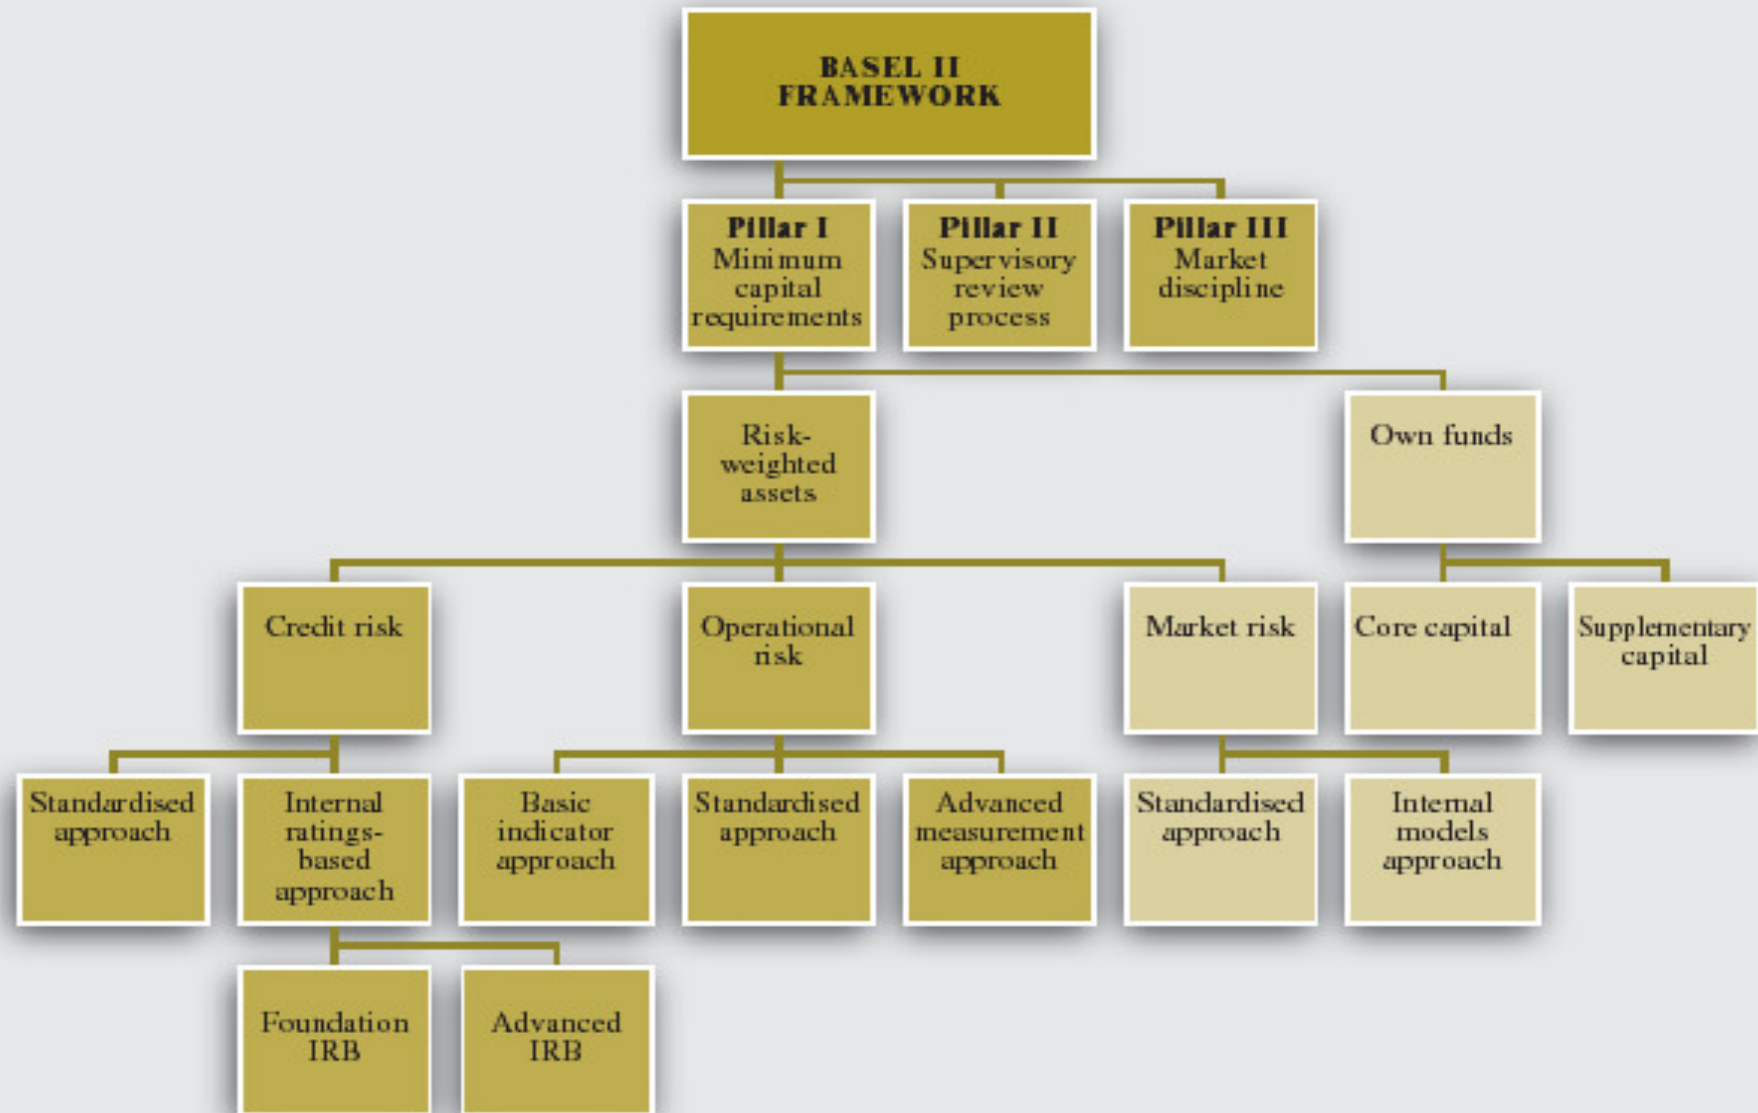 BASEL II
FRAMEWORK
Pillar I
Minimum
capital
requirements
Pillar II
Supervisory
review
process
Pillar III
Market
discipline
Risk-
weighted
assets
Own funds
Credit risk
Operational
risk
Market risk
Core capital
Supplementary
capital
Standardised
approach
Internal
ratings-
based
approach
Basic
indicator
approach
Standardised
approach
Advanced
measurement
approach
Standardised
approach
Internal
models
approach
Foundation
IRB
Advanced
IRB